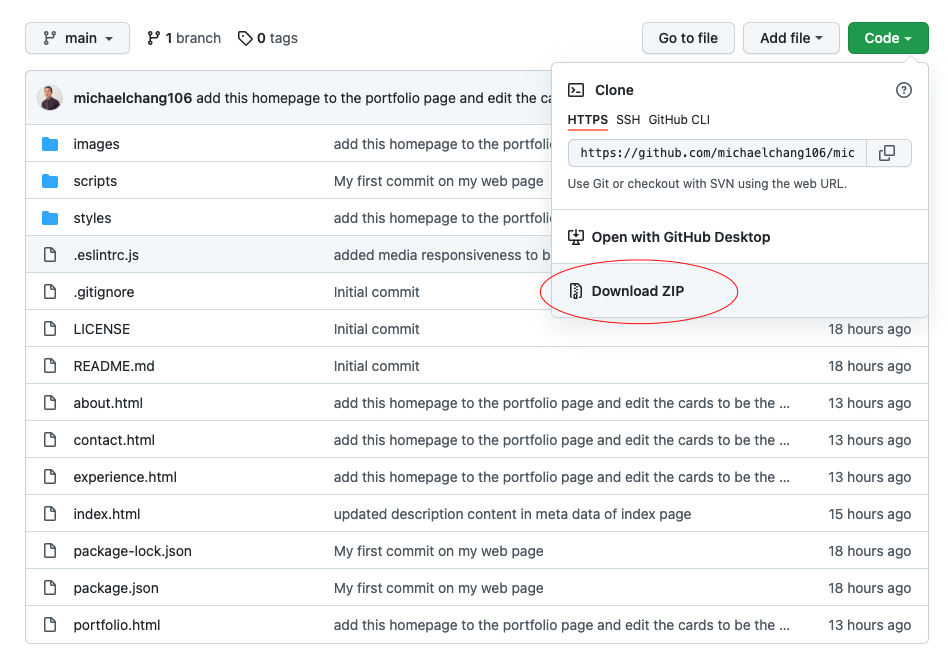 main 1 branch 0 tags Go to file Add file Code
michaelchang106 add this homepage to the portfolio page and edit the ca
Clone
HTTPS SSH GitHub CLI
https://github.com/michaelchang106/mic
Use Git or checkout with SVN using the web URL.
Open with GitHub Desktop
Download ZIP
images add this homepage to the portfolio
scripts My first commit on my web page
styles add this homepage to the portfolio
.eslintrc.js added media responsiveness to b
.gitignore Initial commit
LICENSE Initial commit 18 hours ago
README.md Initial commit 18 hours ago
about.html add this homepage to the portfolio page and edit the cards to be the ... 13 hours ago
contact.html add this homepage to the portfolio page and edit the cards to be the ... 13 hours ago
experience.html add this homepage to the portfolio page and edit the cards to be the ... 13 hours ago
index.html updated description content in meta data of index page 15 hours ago
package-lock.json My first commit on my web page 18 hours ago
package.json My first commit on my web page 18 hours ago
portfolio.html add this homepage to the portfolio page and edit the cards to be the ... 13 hours ago